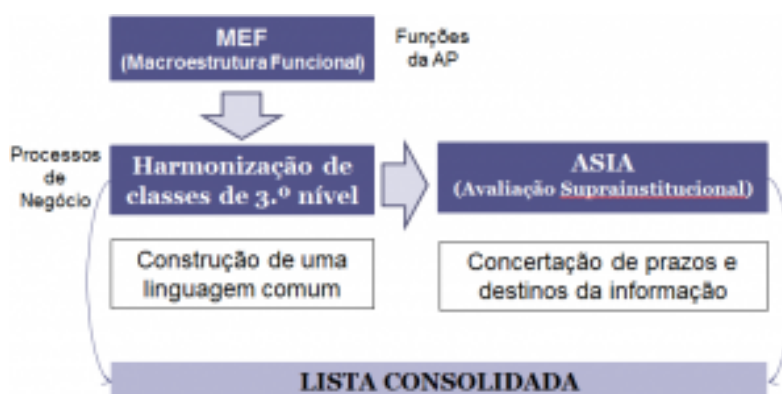 MEF
(Macroestrutura Funcional)
Funções
da AP
Processos
de
Negócio
Harmonização de
classes de 3.º nível
ASIA
(Avaliação Suprainstitucional)
Construção de uma
linguagem comum
Concertação de prazos e
destinos da informação
LISTA CONSOLIDADA